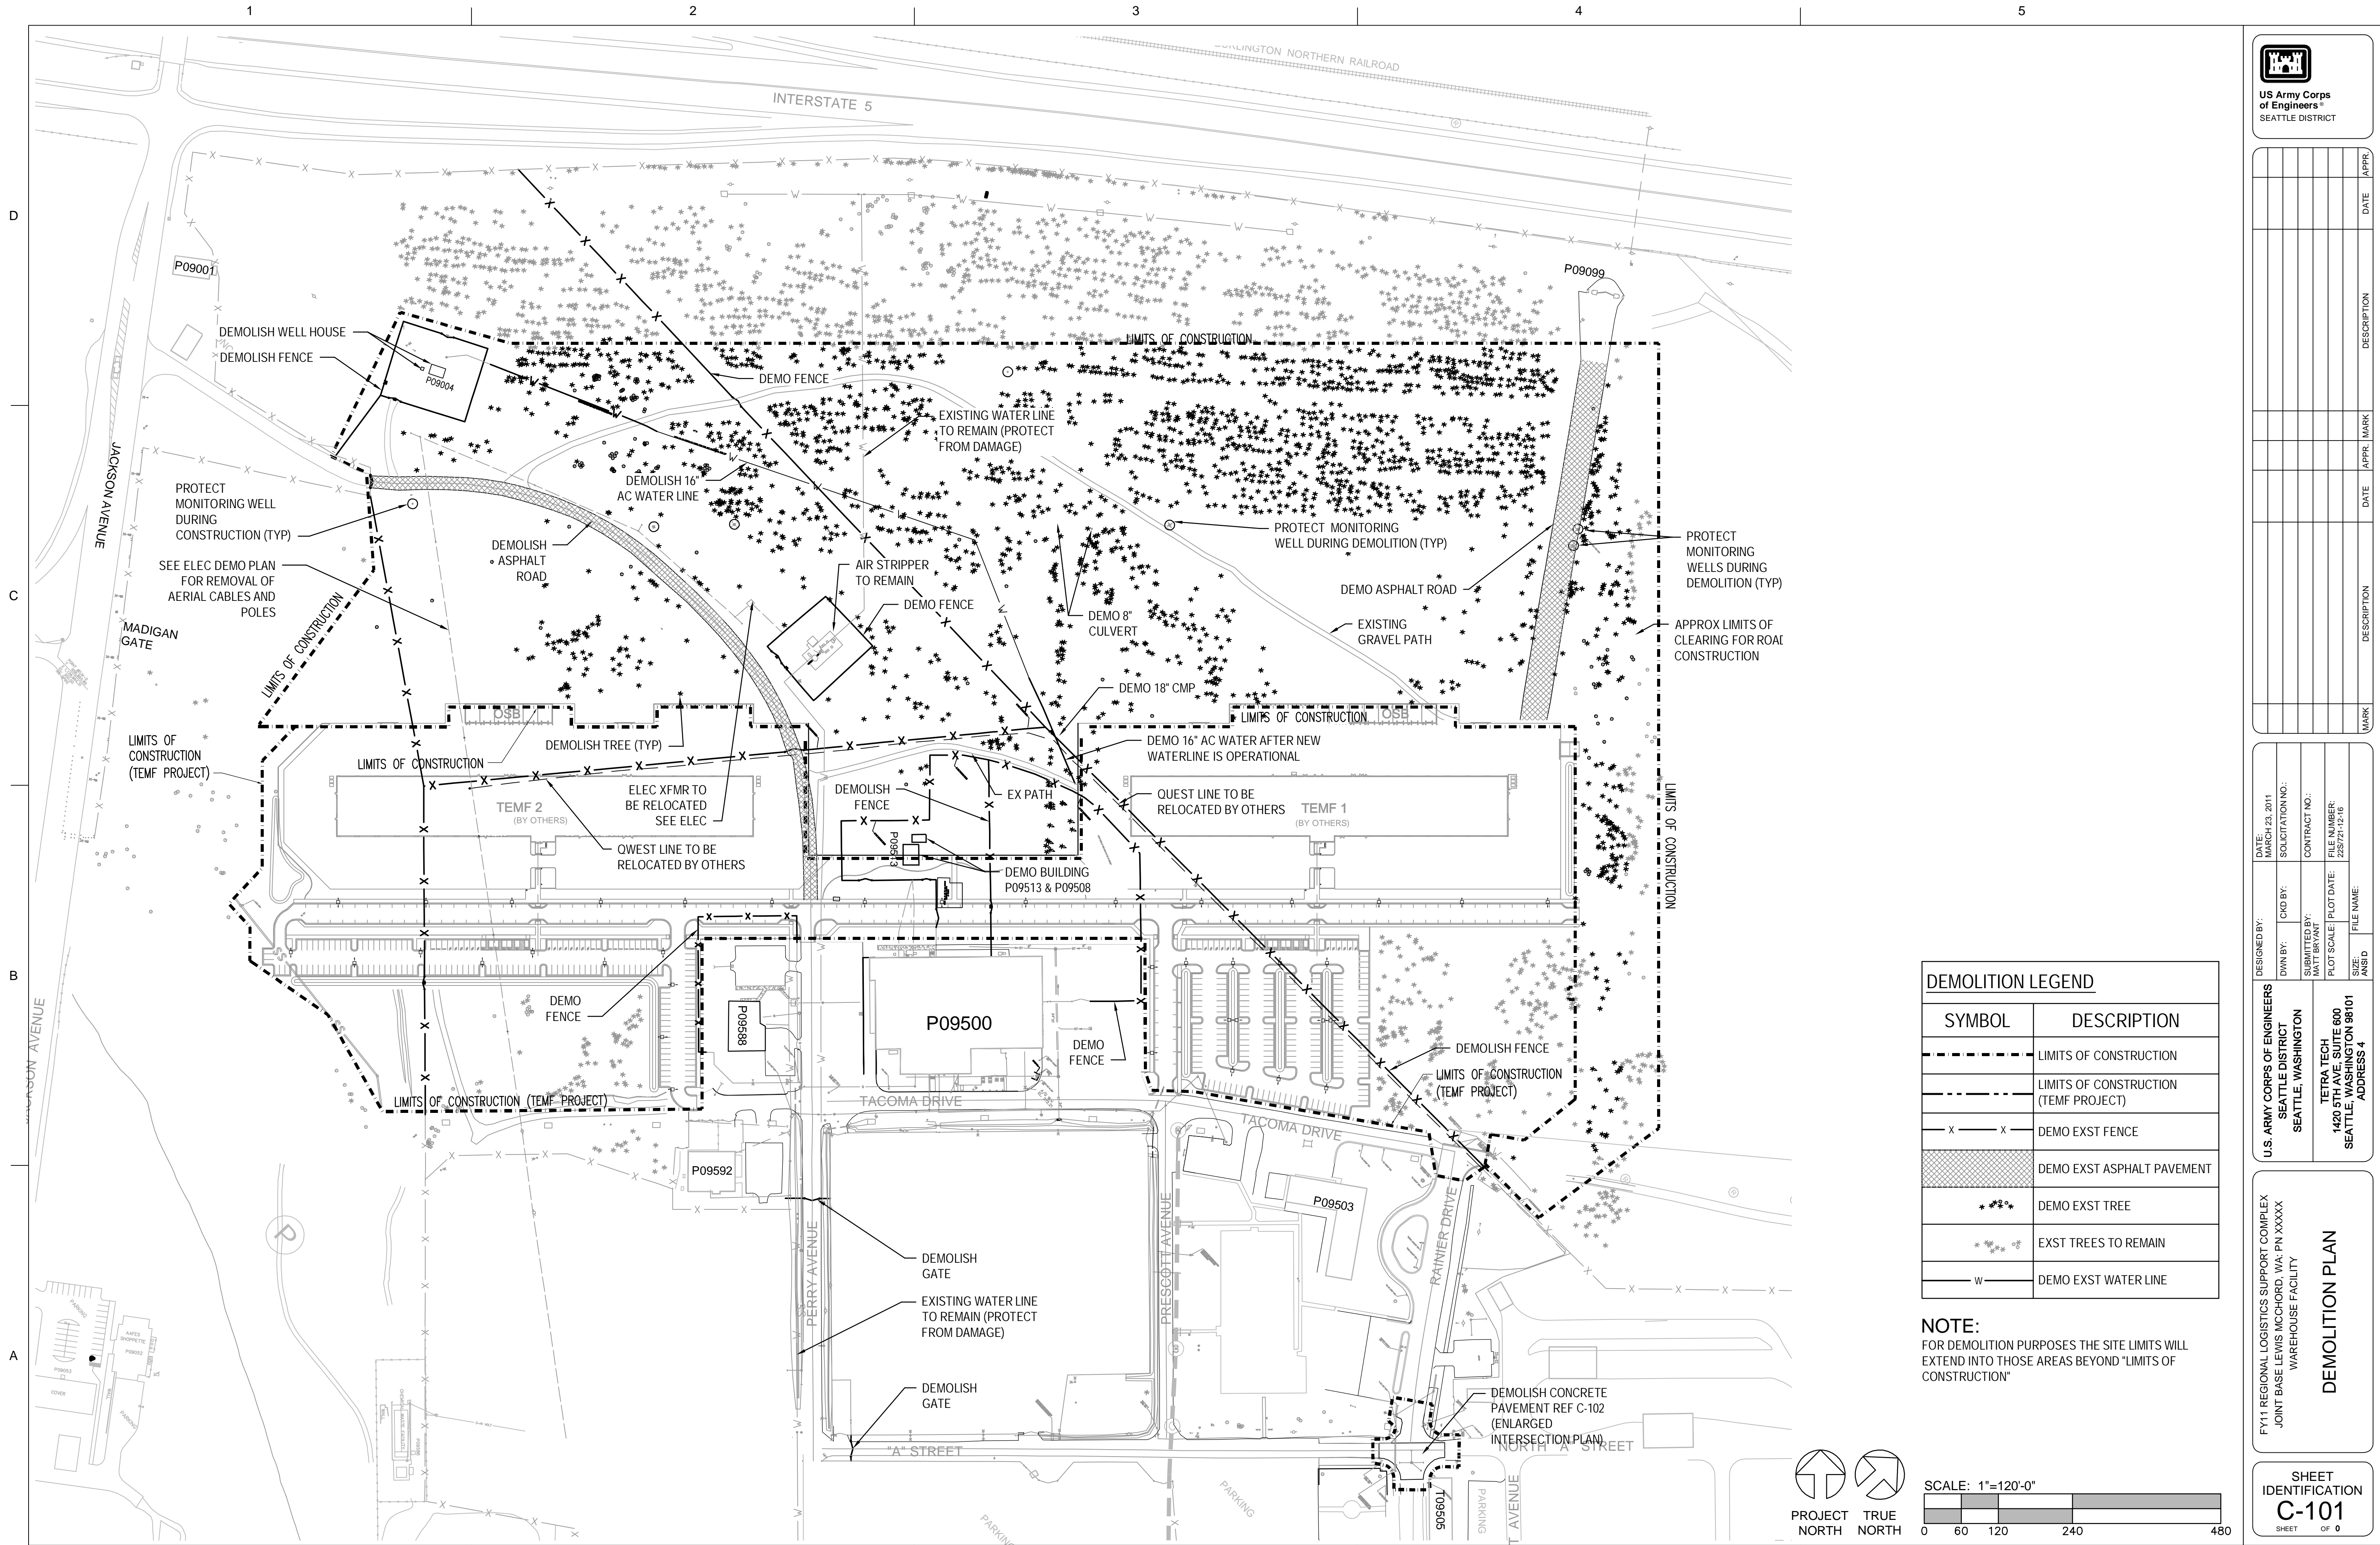 1
2
3
4
5
D
C
B
A
BURLINGTON NORTHERN RAILROAD
INTERSTATE 5
P09001
P09099
DEMOLISH WELL HOUSE
DEMOLISH FENCE
P09004
LIMITS OF CONSTRUCTION
DEMO FENCE
EXISTING WATER LINE
TO REMAIN (PROTECT
FROM DAMAGE)
JACKSON AVENUE
DEMOLISH 16"
AC WATER LINE
PROTECT
MONITORING WELL
DURING
CONSTRUCTION (TYP)
DEMOLISH
ASPHALT
ROAD
PROTECT MONITORING
WELL DURING DEMOLITION (TYP)
PROTECT
MONITORING
WELLS DURING
DEMOLITION (TYP)
SEE ELEC DEMO PLAN
FOR REMOVAL OF
AERIAL CABLES AND
POLES
AIR STRIPPER
TO REMAIN
DEMO FENCE
DEMO ASPHALT ROAD
DEMO 8"
CULVERT
EXISTING
GRAVEL PATH
APPROX LIMITS OF
CLEARING FOR ROAD
CONSTRUCTION
MADIGAN
GATE
LIMITS OF CONSTRUCTION
DEMO 18" CMP
OSB
LIMITS OF CONSTRUCTION
OSB
LIMITS OF
CONSTRUCTION
(TEMF PROJECT)
DEMOLISH TREE (TYP)
LIMITS OF CONSTRUCTION
DEMO 16" AC WATER AFTER NEW
WATERLINE IS OPERATIONAL
TEMF 2
(BY OTHERS)
ELEC XFMR TO
BE RELOCATED
SEE ELEC
DEMOLISH
FENCE
EX PATH
QUEST LINE TO BE
RELOCATED BY OTHERS
TEMF 1
(BY OTHERS)
LIMITS OF CONSTRUCTION
QWEST LINE TO BE
RELOCATED BY OTHERS
P09513
DEMO BUILDING
P09513 & P09508
DEMO
FENCE
P09588
P09500
DEMO
FENCE
DEMOLISH FENCE
LIMITS OF CONSTRUCTION
(TEMF PROJECT)
LIMITS OF CONSTRUCTION (TEMF PROJECT)
TACOMA DRIVE
TACOMA DRIVE
JACKSON AVENUE
P09592
P09503
PERRY AVENUE
PRESCOTT AVENUE
RAINIER DRIVE
P
DEMOLISH
GATE
EXISTING WATER LINE
TO REMAIN (PROTECT
FROM DAMAGE)
DEMOLISH
GATE
DEMOLISH CONCRETE
PAVEMENT REF C-102
(ENLARGED
INTERSECTION PLAN)
"A" STREET
NORTH "A" STREET
PARKING
AAFES
SHOPPETTE
P09052
P09053
COVER
PARKING
PARKING
PARKING
T09505
PARKING
T AVENUE
DEMOLITION LEGEND
SYMBOL
DESCRIPTION
LIMITS OF CONSTRUCTION
LIMITS OF CONSTRUCTION
(TEMF PROJECT)
X X
DEMO EXST FENCE
DEMO EXST ASPHALT PAVEMENT
DEMO EXST TREE
EXST TREES TO REMAIN
W
DEMO EXST WATER LINE
NOTE:
FOR DEMOLITION PURPOSES THE SITE LIMITS WILL
EXTEND INTO THOSE AREAS BEYOND "LIMITS OF
CONSTRUCTION"
PROJECT
NORTH
TRUE
NORTH
SCALE: 1"=120'-0"
0 60 120 240 480
US Army Corps
of Engineers®
SEATTLE DISTRICT
MARK DESCRIPTION DATE APPR. MARK DESCRIPTION DATE APPR.
DESIGNED BY:
DATE:
MARCH 23, 2011
DWN BY:
CKD BY:
SOLICITATION NO.:
SUBMITTED BY:
MATT BRYANT
CONTRACT NO.:
PLOT SCALE:
PLOT DATE:
FILE NUMBER:
225/721-12-16
SIZE:
ANSI D
FILE NAME:
U.S. ARMY CORPS OF ENGINEERS
SEATTLE DISTRICT
SEATTLE, WASHINGTON
TETRA TECH
1420 5TH AVE, SUITE 600
SEATTLE, WASHINGTON 98101
ADDRESS 4
FY11 REGIONAL LOGISTICS SUPPORT COMPLEX
JOINT BASE LEWIS MCCHORD, WA: PN XXXXX
WAREHOUSE FACILITY
DEMOLITION PLAN
SHEET
IDENTIFICATION
C-101
SHEET OF 0